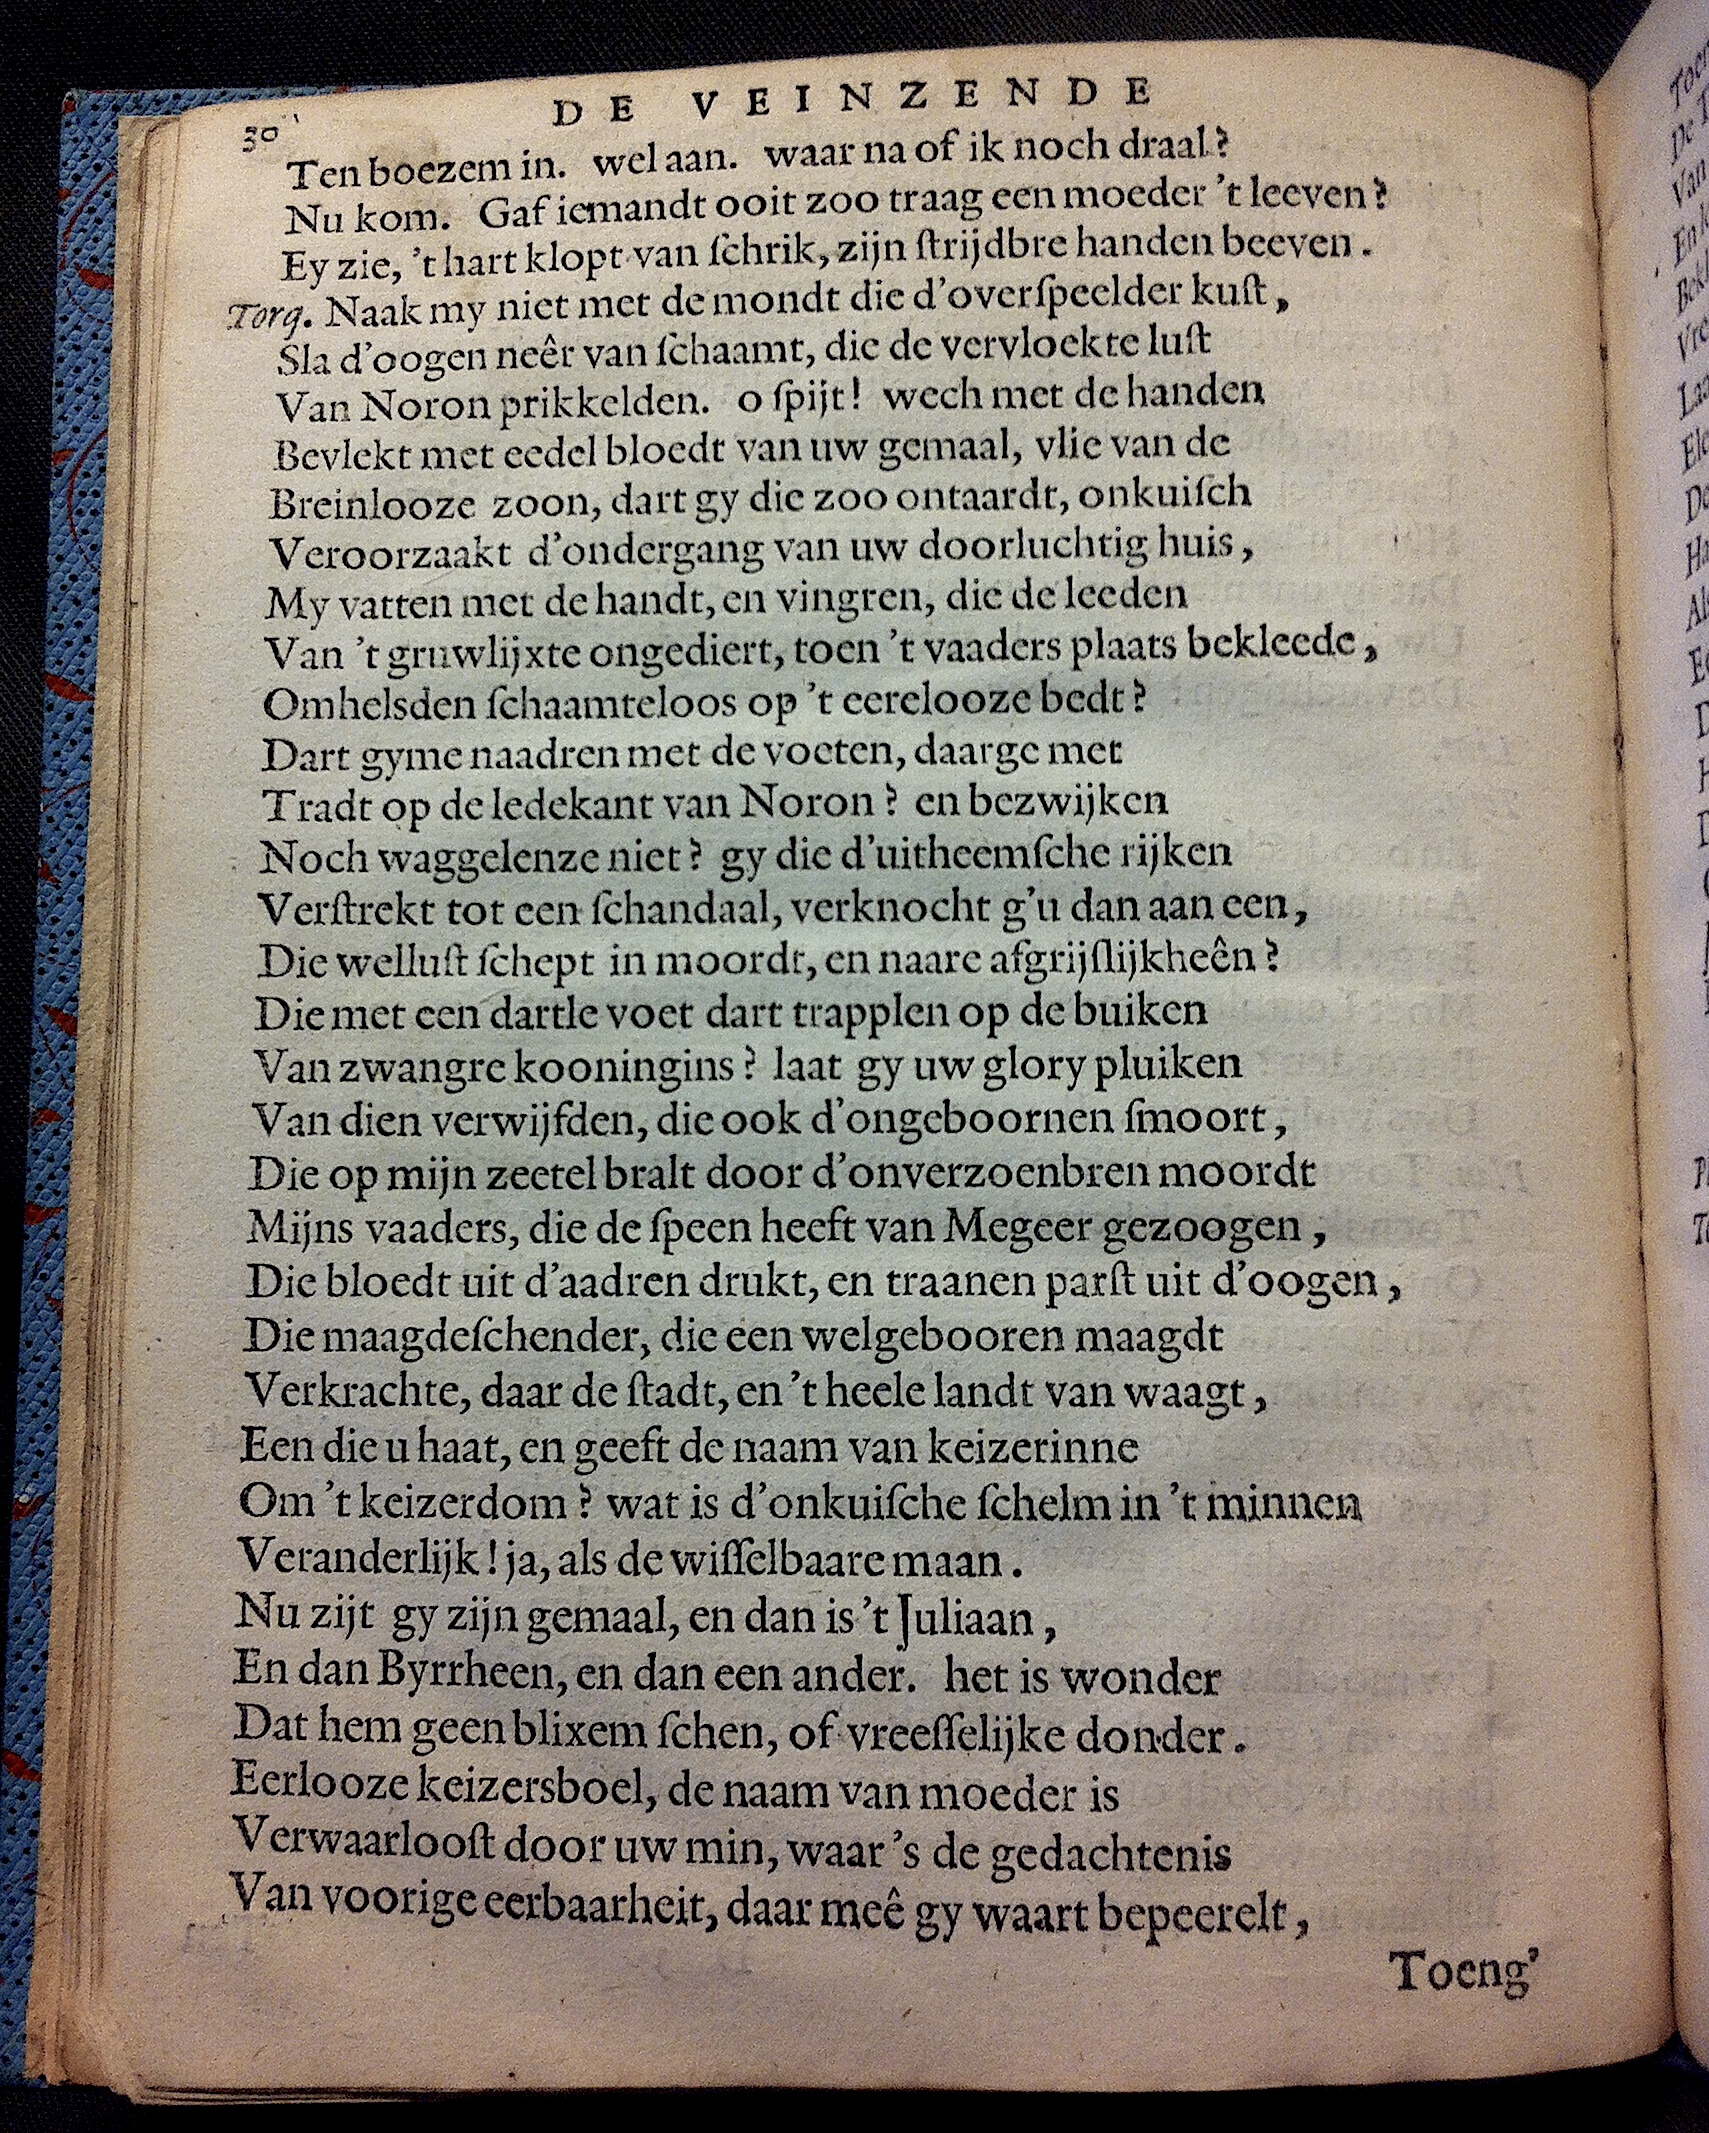 30 DE VEINZENDE
Ten boezem in. wel aan. waar na of ik noch draal?
Nu kom. Gaf iemandt ooit zoo traag een moeder ’t leeven?
Ey zie, ’t hart klopt van ſchrik, zijn ſtrijdbre handen beeven.
Torq. Naak my niet met de mondt die d’overſpeelder kuſt,
Sla d’oogen neêr van ſchaamt, die de vervloekte luſt
Van Noron prikkelden. o ſpijt! wech met de handen
Bevlekt met eedel bloedt van uw gemaal, vlie van de
Breinlooze zoon, dart gy die zoo ontaardt, onkuiſch
Veroorzaakt d’ondergang van uw doorluchtig huis,
My vatten met de handt, en vingren, die de leeden
Van ’t gruwlijxte ongediert, toen ’t vaaders plaats bekleede,
Omhelsden ſchaamteloos op ’t eerelooze bedt?
Dart gyme naadren met de voeten, daarge met
Tradt op de ledekant van Noron? en bezwijken
Noch waggelenze niet? gy die d’uitheemſche rijken
Verſtrekt tot een ſchandaal, verknocht g’u dan aan een,
Die welluſt ſchept in moordt, en naare afgrijſlijkheên?
Die met een dartle voet dart trapplen op de buiken
Van zwangre kooningins? laat gy uw glory pluiken
Van dien verwijfden, die ook d’ongeboornen ſmoort,
Die op mijn zeetel bralt door d’onverzoenbren moordt
Mijns vaaders, die de ſpeen heeft van Megeer gezoogen,
Die bloedt uit d’aadren drukt, en traanen parſt uit d’oogen,
Die maagdeſchender, die een welgebooren maagdt
Verkrachte, daar de ſtadt, en ’t heele landt van waagt,
Een die u haat, en geeft de naam van keizerinne
Om ’t keizerdom? wat is d’onkuiſche ſchelm in ’t minnen
Veranderlijk! ja, als de wiſſelbaare maan.
Nu zijt gy zijn gemaal, en dan is ’t Juliaan,
En dan Byrrheen, en dan een ander. het is wonder
Dat hem geen blixem ſchen, of vreeſſelijke donder.
Eerlooze keizersboel, de naam van moeder is
Verwaarlooſt door uw min, waar ’s de gedachtenis
Van voorige eerbaarheit, daar meê gy waart bepeerelt,
Toeng’